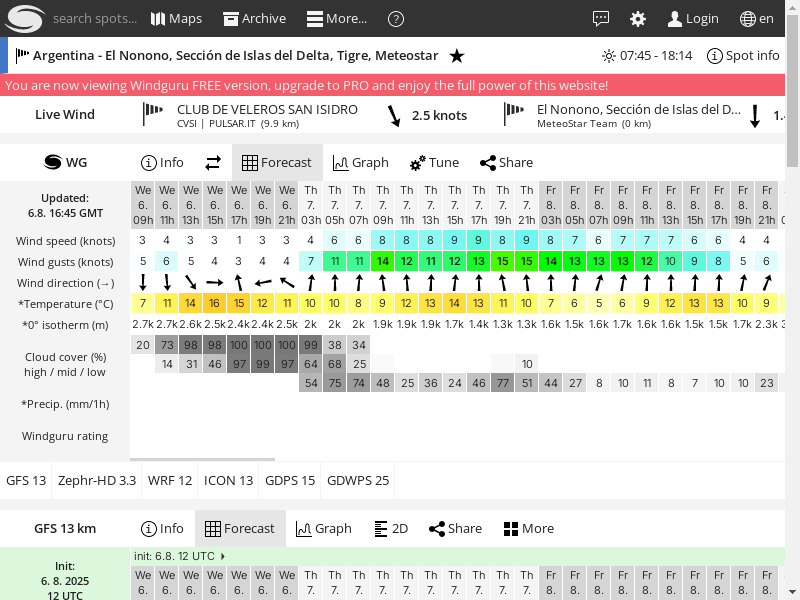 search spots...
Maps
Archive
More...
?
Login
en
Argentina - El Nonono, Sección de Islas del Delta, Tigre, Meteostar ★
07:45 - 18:14
Spot info
You are now viewing Windguru FREE version, upgrade to PRO and enjoy the full power of this website!
Live Wind
CLUB DE VELEROS SAN ISIDRO
CVSI | PULSAR.IT (9.9 km)
2.5 knots
El Nonono, Sección de Islas del D...
MeteoStar Team (0 km)
WG
Info
Forecast
Graph
Tune
Share
Updated:
6.8. 16:45 GMT
We We We We We We We Th Th Th Th Th Th Th Th Th Th Fr Fr Fr Fr Fr Fr Fr Fr Fr Fr
6. 6. 6. 6. 6. 6. 6. 7. 7. 7. 7. 7. 7. 7. 7. 7. 7. 8. 8. 8. 8. 8. 8. 8. 8. 8. 8.
09h 11h 13h 15h 17h 19h 21h 03h 05h 07h 09h 11h 13h 15h 17h 19h 21h 03h 05h 07h 09h 11h 13h 15h 17h 19h 21h
Wind speed (knots) 3 4 3 3 1 3 3 4 6 6 8 8 8 9 9 8 9 8 7 6 7 7 7 6 6 4 4
Wind gusts (knots) 5 6 5 4 3 4 4 7 11 11 14 12 11 12 13 15 15 14 13 13 13 12 10 9 8 5 6
Wind direction (→)
*Temperature (°C) 7 11 14 16 15 12 11 10 10 8 9 12 13 14 13 11 10 7 6 5 6 9 12 13 13 10 9
*0° isotherm (m) 2.7k 2.7k 2.6k 2.5k 2.4k 2.4k 2.5k 2k 2k 2k 1.9k 1.9k 1.9k 1.7k 1.4k 1.3k 1.3k 1.6k 1.5k 1.6k 1.7k 1.6k 1.6k 1.5k 1.5k 1.7k 2.3k
Cloud cover (%)
high / mid / low
20 73 98 98 100 100 100 99 38 34
14 31 46 97 99 97 64 68 25 10
54 75 74 48 25 36 24 46 77 51 44 27 8 10 11 8 7 10 10 23
*Precip. (mm/1h)
Windguru rating
GFS 13
Zephr-HD 3.3
WRF 12
ICON 13
GDPS 15
GDWPS 25
GFS 13 km
Info
Forecast
Graph
2D
Share
More
Init:
6. 8. 2025
12 UTC
init: 6.8. 12 UTC
We We We We We We We Th Th Th Th Th Th Th Th Th Th Fr Fr Fr Fr Fr Fr Fr Fr Fr Fr
6. 6. 6. 6. 6. 6. 6. 7. 7. 7. 7. 7. 7. 7. 7. 7. 7. 8. 8. 8. 8. 8. 8. 8. 8. 8. 8.